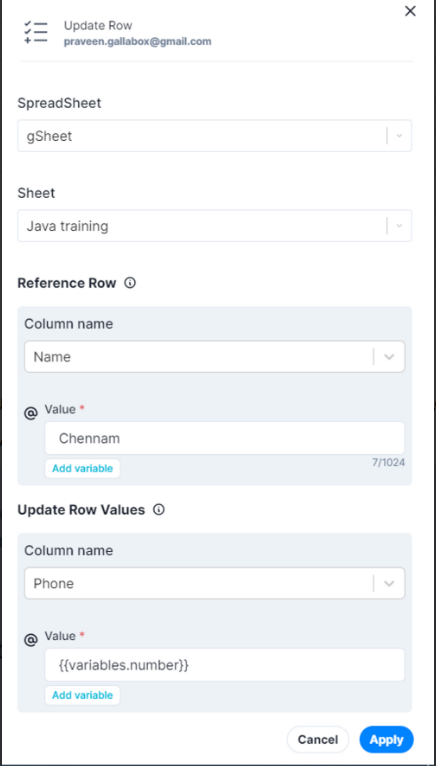 Update Row
praveen.gallabox@gmail.com
SpreadSheet
gSheet
Sheet
Java training
Reference Row
Column name
Name
@ Value *
Chennam
Add variable 7/1024
Update Row Values
Column name
Phone
@ Value *
{{variables.number}}
Add variable
Cancel Apply